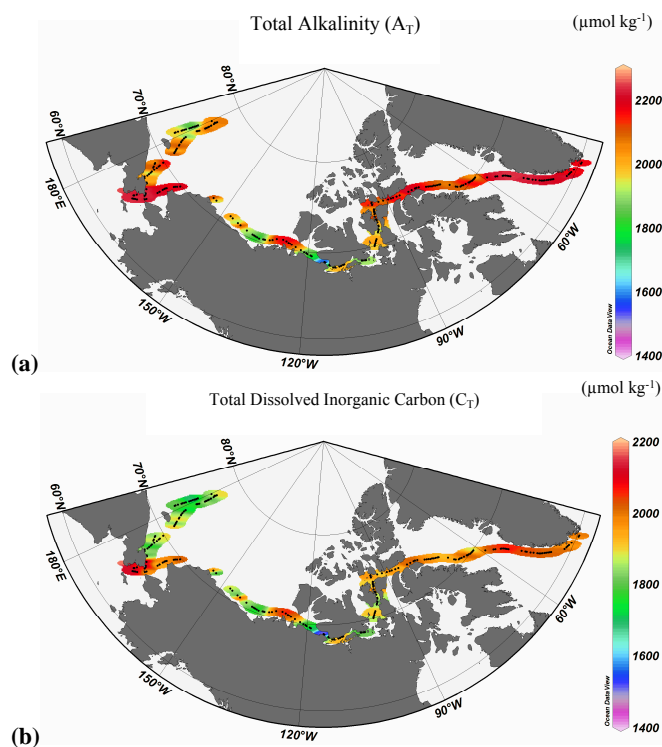 Total Alkalinity (A_T)
(µmol kg⁻¹)
80°N
70°N
60°N
180°E
150°W
120°W
90°W
60°W
2200
2000
1800
1600
1400
Ocean Data View
(a)
Total Dissolved Inorganic Carbon (C_T)
(µmol kg⁻¹)
80°N
70°N
60°N
180°E
150°W
120°W
90°W
60°W
2200
2000
1800
1600
1400
Ocean Data View
(b)